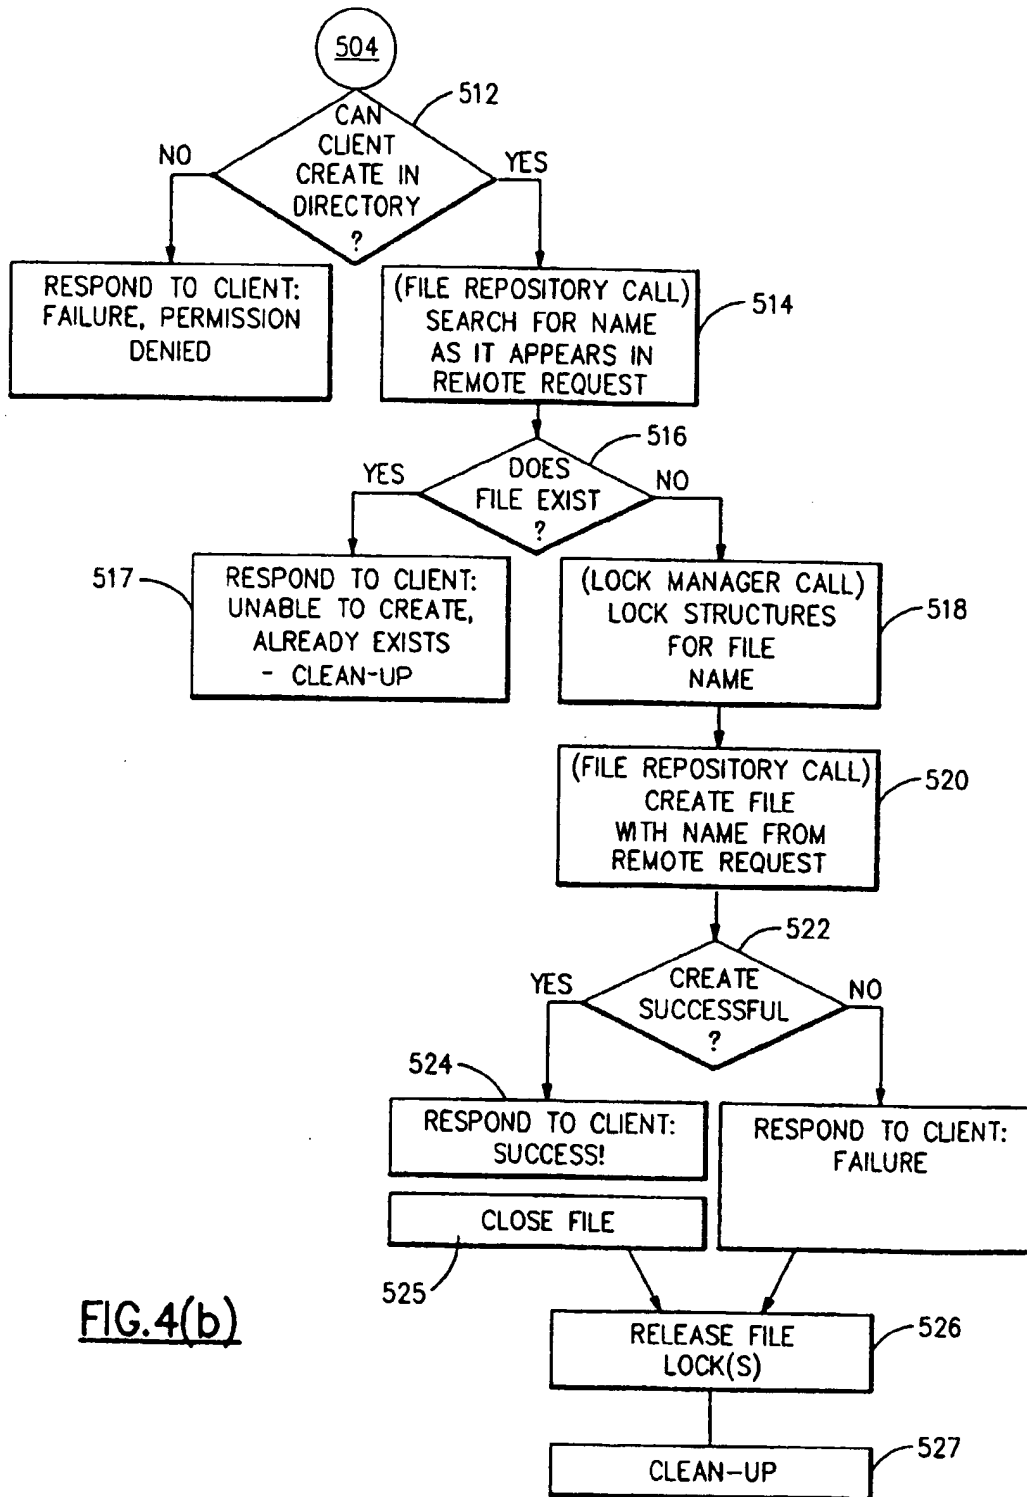 504
512
CAN
CLIENT
CREATE IN
DIRECTORY
?
NO
YES
RESPOND TO CLIENT:
FAILURE, PERMISSION
DENIED
(FILE REPOSITORY CALL)
SEARCH FOR NAME
AS IT APPEARS IN
REMOTE REQUEST
514
516
DOES
FILE EXIST
?
YES
NO
517
RESPOND TO CLIENT:
UNABLE TO CREATE,
ALREADY EXISTS
- CLEAN-UP
(LOCK MANAGER CALL)
LOCK STRUCTURES
FOR FILE
NAME
518
(FILE REPOSITORY CALL)
CREATE FILE
WITH NAME FROM
REMOTE REQUEST
520
522
CREATE
SUCCESSFUL
?
YES
NO
524
RESPOND TO CLIENT:
SUCCESS!
RESPOND TO CLIENT:
FAILURE
CLOSE FILE
525
RELEASE FILE
LOCK(S)
526
CLEAN-UP
527
FIG.4(b)